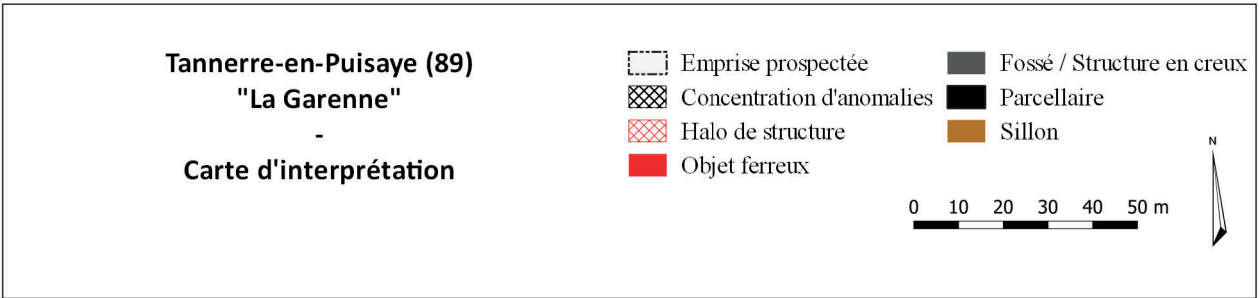 Tannerre-en-Puisaye (89)
"La Garenne"
-
Carte d'interprétation
Emprise prospectée
Concentration d'anomalies
Halo de structure
Objet ferreux
Fossé / Structure en creux
Parcellaire
Sillon
N
0 10 20 30 40 50 m